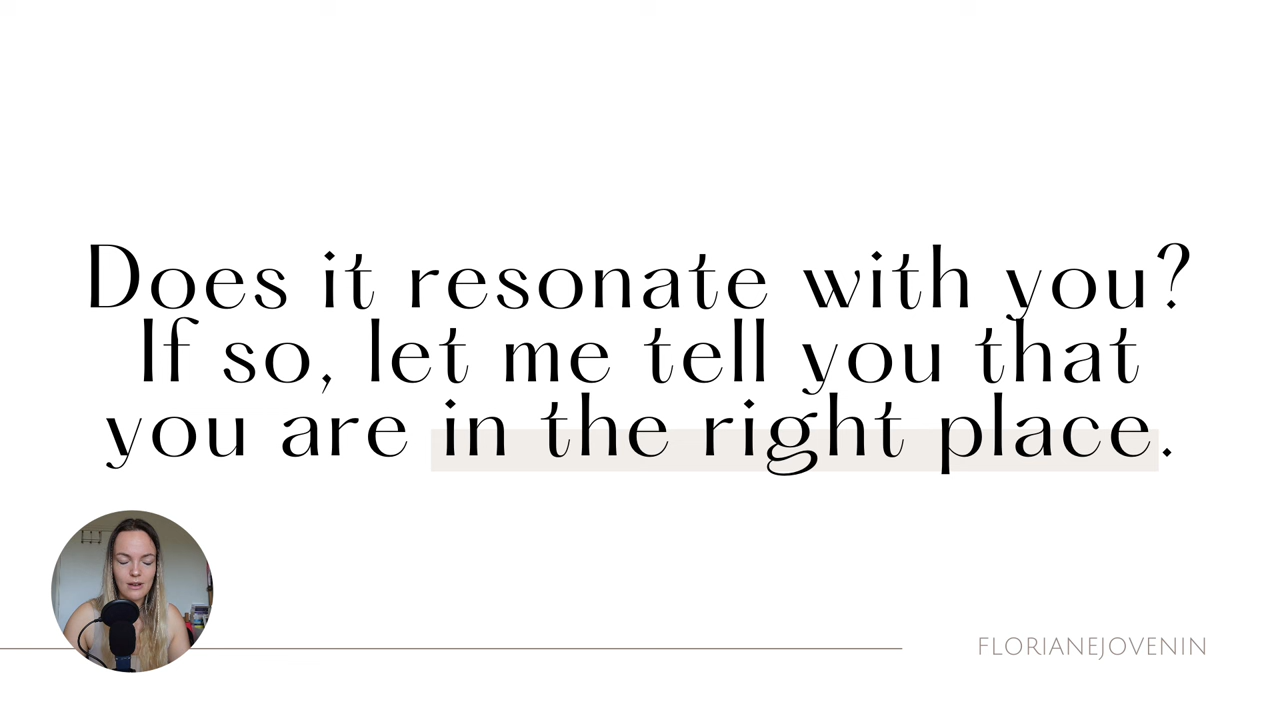 Does it resonate with you?
If so, let me tell you that
you are in the right place.
FLORIANEJOVENIN